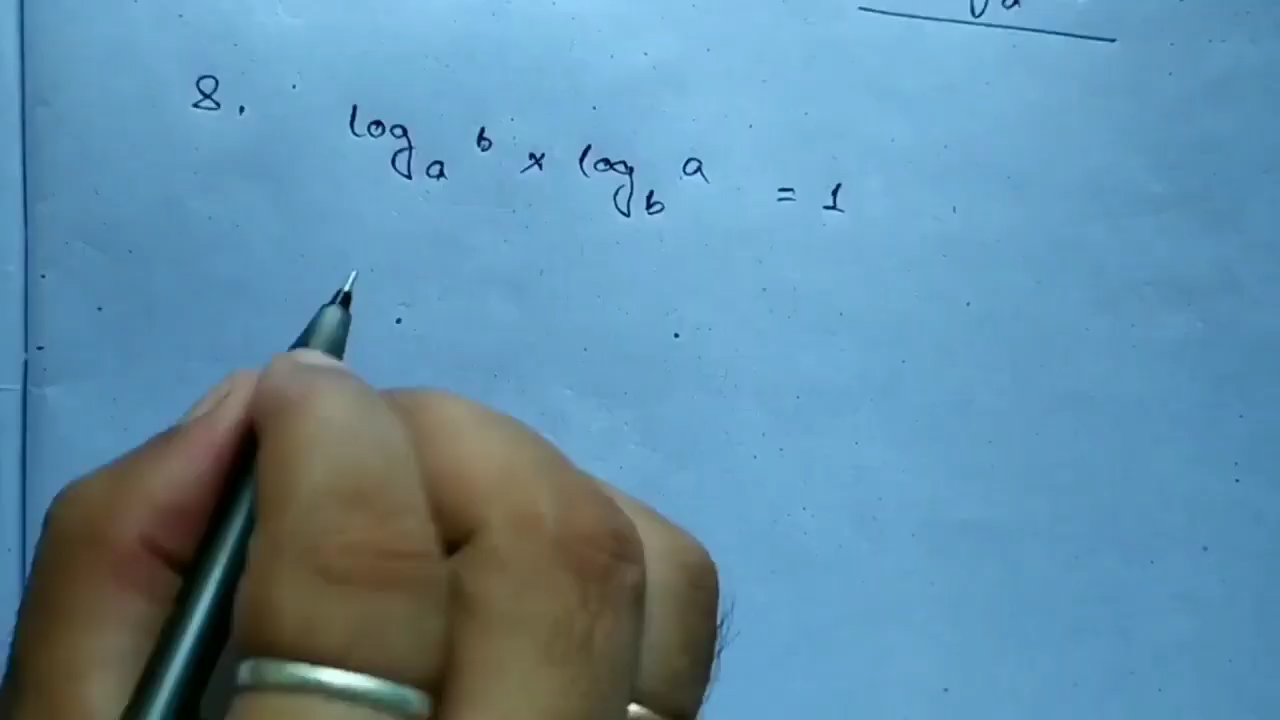 8. log_a b × log_b a = 1